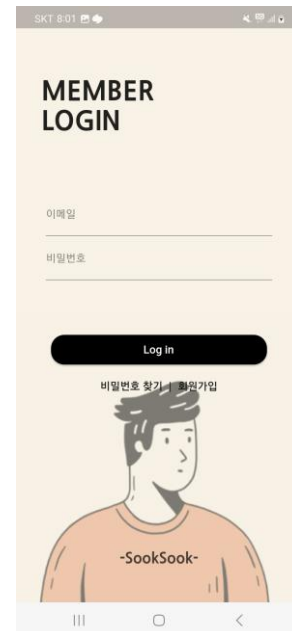 SKT 8:01
MEMBER
LOGIN
이메일
비밀번호
Log in
비밀번호 찾기 | 회원가입
-SookSook-